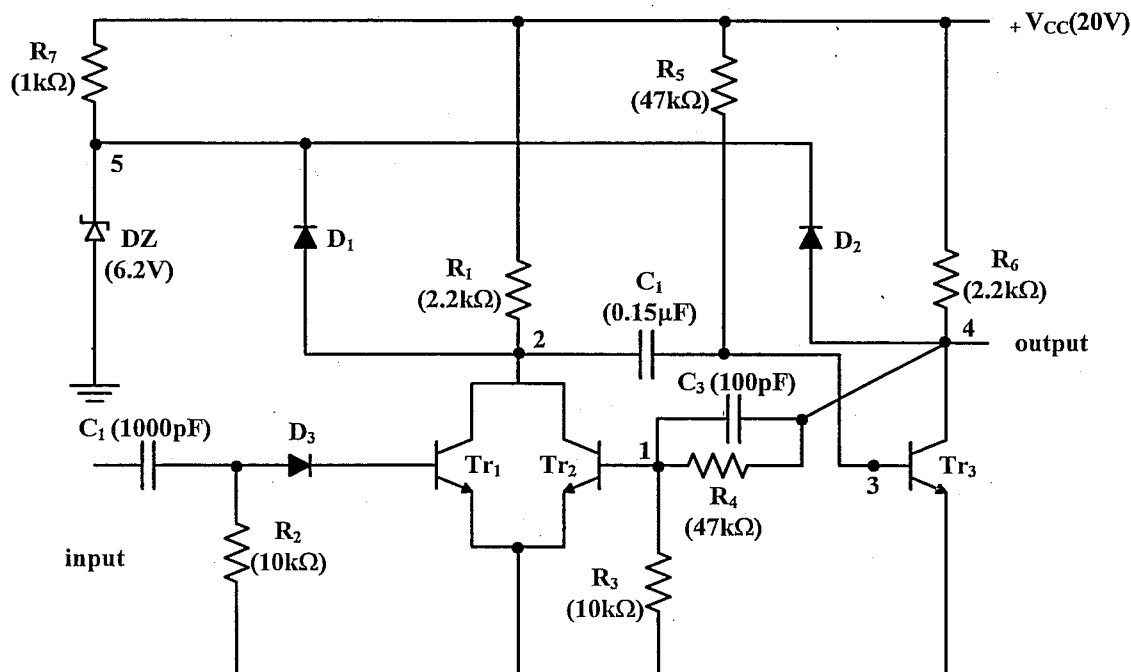 + VCC(20V)
R7
(1kΩ)
R5
(47kΩ)
5
DZ
(6.2V)
D1
D2
R1
(2.2kΩ)
C1
(0.15μF)
R6
(2.2kΩ)
2
4
output
C3 (100pF)
C1 (1000pF)
D3
Tr1
Tr2
1
R4
(47kΩ)
3
Tr3
R2
(10kΩ)
input
R3
(10kΩ)